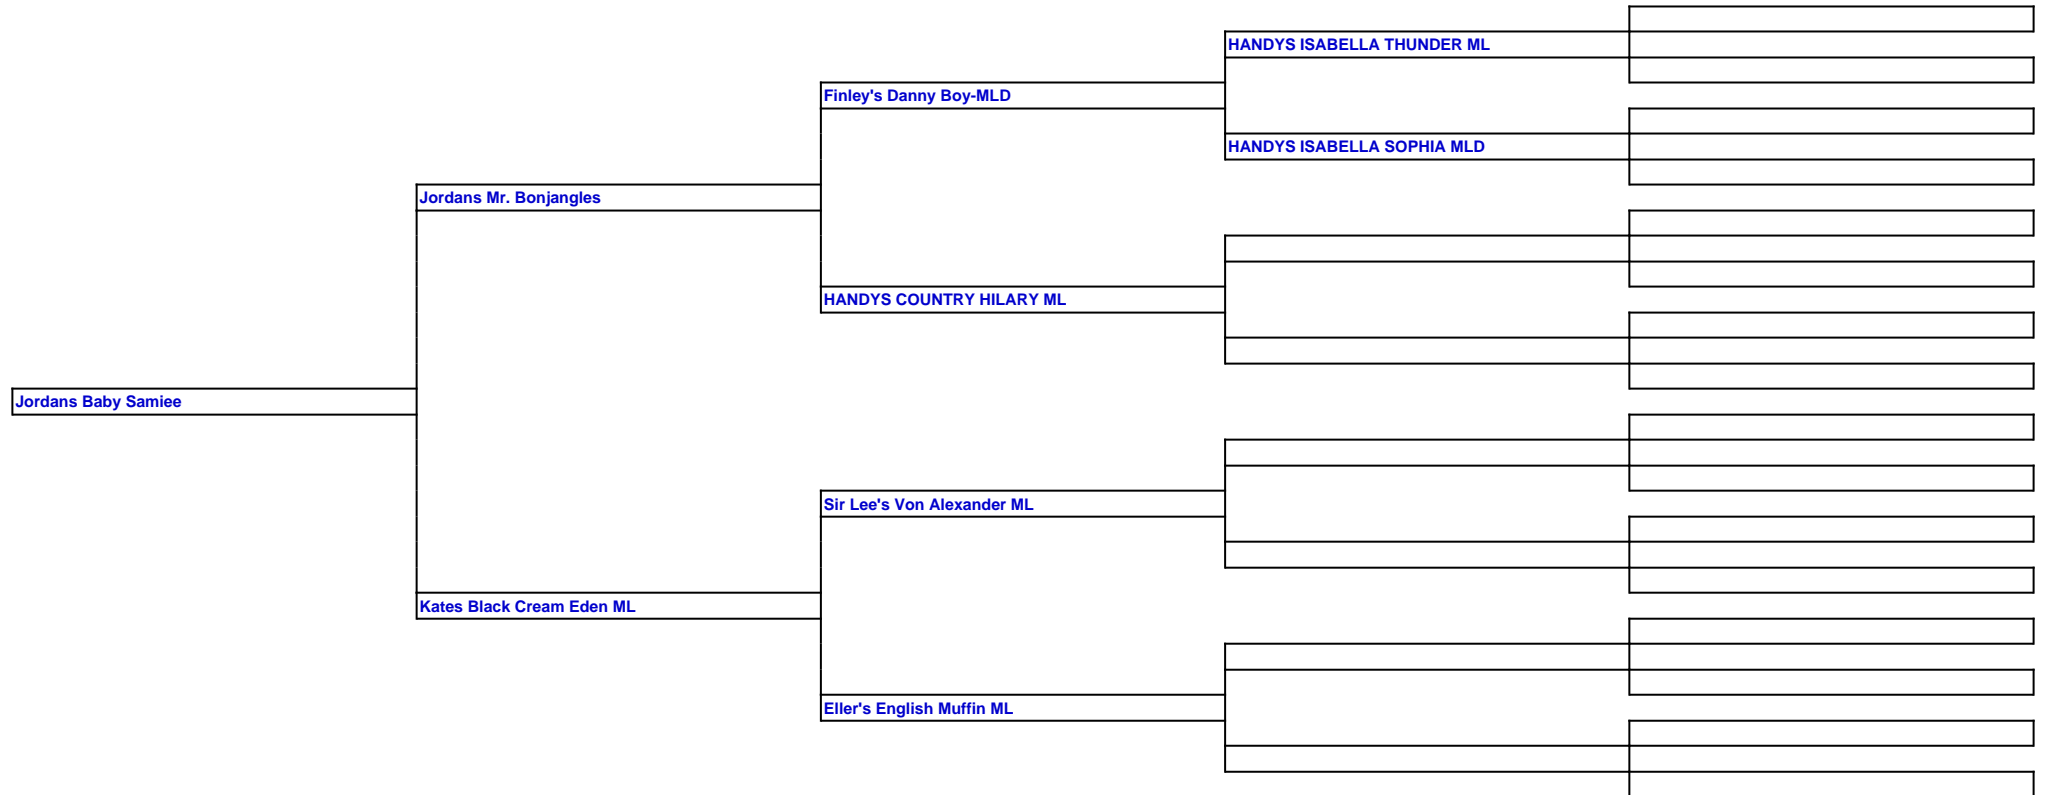 HANDYS ISABELLA THUNDER ML
Finley's Danny Boy-MLD
HANDYS ISABELLA SOPHIA MLD
Jordans Mr. Bonjangles
HANDYS COUNTRY HILARY ML
Jordans Baby Samiee
Sir Lee's Von Alexander ML
Kates Black Cream Eden ML
Eller's English Muffin ML